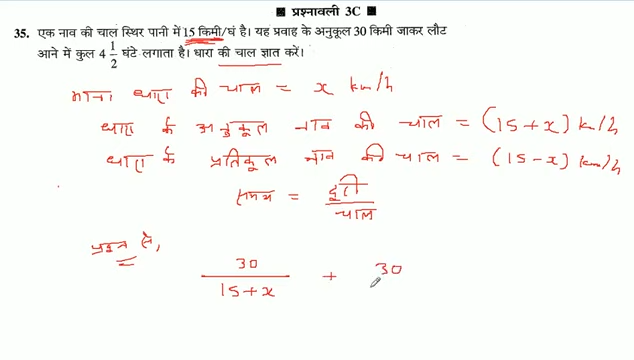 ■ प्रश्नावली 3C ■
35. एक नाव की चाल स्थिर पानी में 15 किमी/घं है। यह प्रवाह के अनुकूल 30 किमी जाकर लौट
आने में कुल 4 1/2 घंटे लगाता है। धारा की चाल ज्ञात करें।
माना धारा की चाल = x km/h
धारा के अनुकूल नाव की चाल = (15+x) km/h
धारा के प्रतिकूल नाव की चाल = (15-x) km/h
समय = दूरी/चाल
प्रश्न से,
30/(15+x) + 30